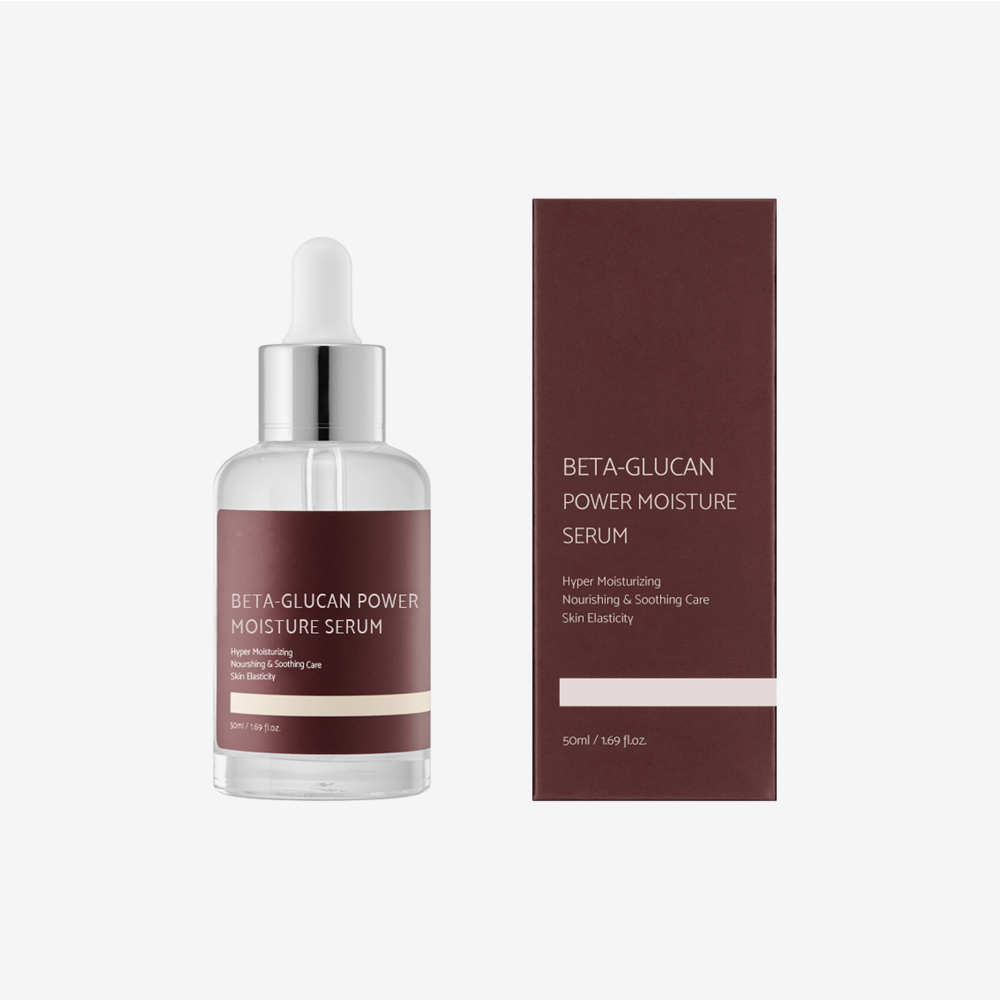 BETA-GLUCAN POWER
MOISTURE SERUM
Hyper Moisturizing
Nourshing & Soothing Care
Skin Elasticity
50ml / 1.69 fl.oz.
BETA-GLUCAN
POWER MOISTURE
SERUM
Hyper Moisturizing
Nourishing & Soothing Care
Skin Elasticity
50ml / 1.69 fl.oz.